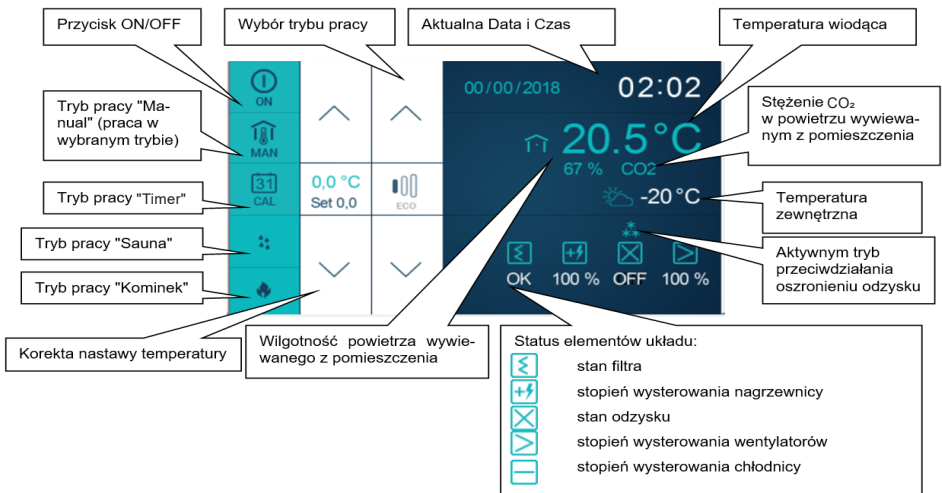 Przycisk ON/OFF
Wybór trybu pracy
Aktualna Data i Czas
Temperatura wiodąca
Tryb pracy "Ma-
nual" (praca w
wybranym trybie)
Tryb pracy "Timer"
Tryb pracy "Sauna"
Tryb pracy "Kominek"
Korekta nastawy temperatury
ON
MAN
31
CAL
0,0 °C
Set 0,0
ECO
00/00/2018
02:02
20.5°C
67 % CO2
-20°C
OK 100 % OFF 100 %
Stężenie CO₂
w powietrzu wywiewa-
nym z pomieszczenia
Temperatura
zewnętrzna
Aktywnym tryb
przeciwdziałania
oszronieniu odzysku
Wilgotność powietrza wywie-
wanego z pomieszczenia
Status elementów układu:
stan filtra
stopień wysterowania nagrzewnicy
stan odzysku
stopień wysterowania wentylatorów
stopień wysterowania chłodnicy